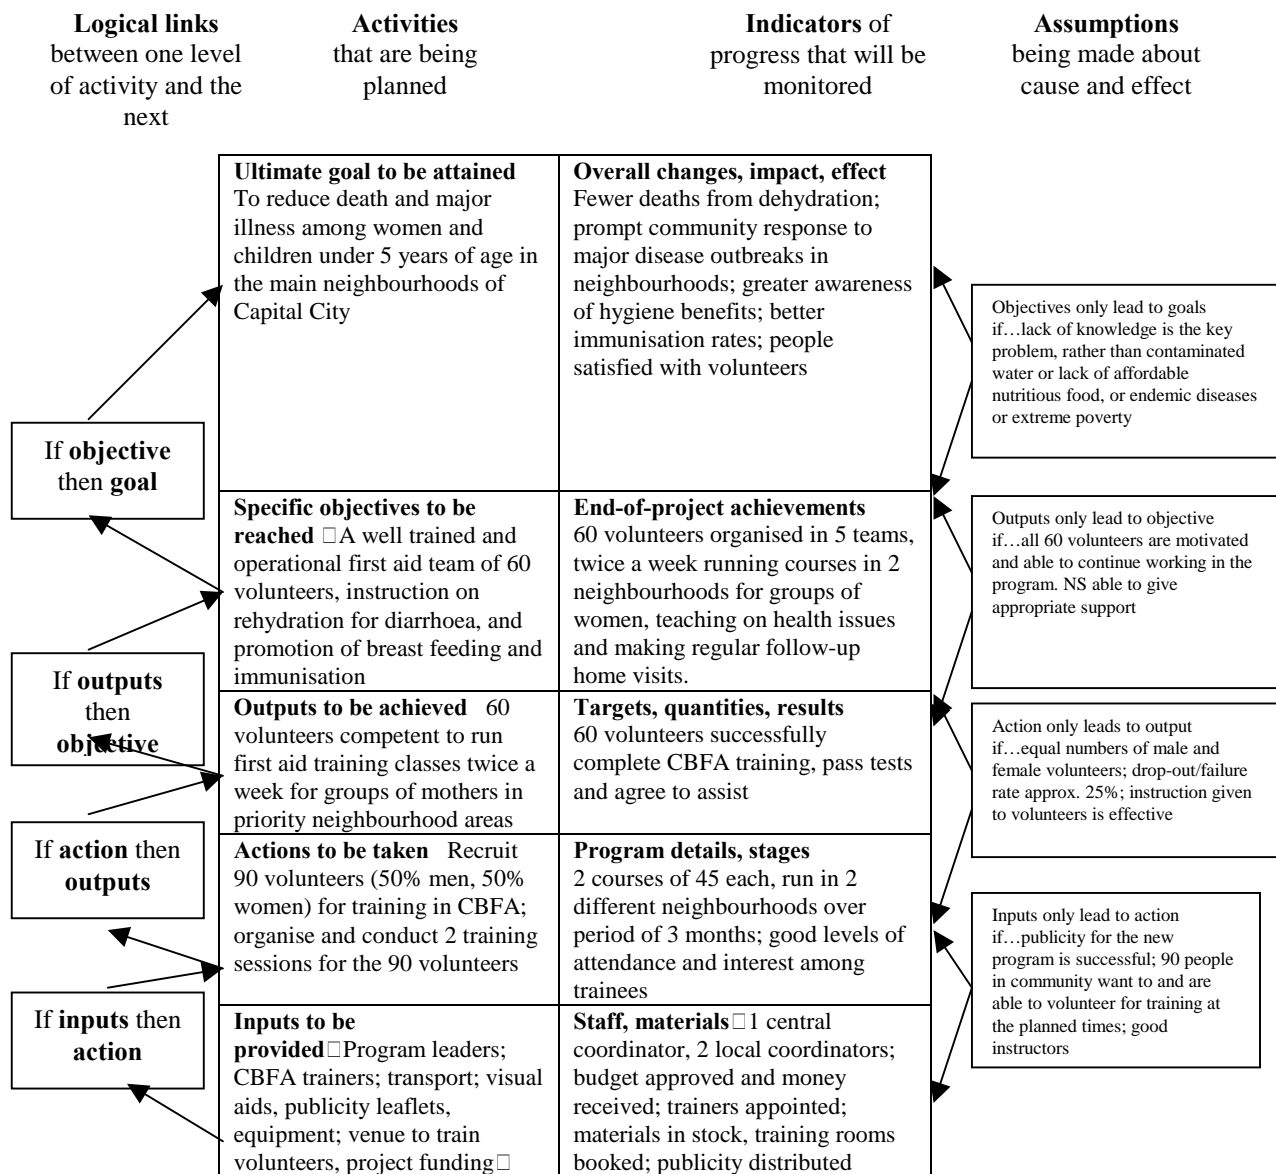 Logical links
between one level
of activity and the
next
Activities
that are being
planned
Indicators of
progress that will be
monitored
Assumptions
being made about
cause and effect
Ultimate goal to be attained
To reduce death and major
illness among women and
children under 5 years of age in
the main neighbourhoods of
Capital City
Overall changes, impact, effect
Fewer deaths from dehydration;
prompt community response to
major disease outbreaks in
neighbourhoods; greater awareness
of hygiene benefits; better
immunisation rates; people
satisfied with volunteers
Objectives only lead to goals
if…lack of knowledge is the key
problem, rather than contaminated
water or lack of affordable
nutritious food, or endemic diseases
or extreme poverty
If objective
then goal
Specific objectives to be
reached □A well trained and
operational first aid team of 60
volunteers, instruction on
rehydration for diarrhoea, and
promotion of breast feeding and
immunisation
End-of-project achievements
60 volunteers organised in 5 teams,
twice a week running courses in 2
neighbourhoods for groups of
women, teaching on health issues
and making regular follow-up
home visits.
Outputs only lead to objective
if…all 60 volunteers are motivated
and able to continue working in the
program. NS able to give
appropriate support
If outputs
then
objective
Outputs to be achieved 60
volunteers competent to run
first aid training classes twice a
week for groups of mothers in
priority neighbourhood areas
Targets, quantities, results
60 volunteers successfully
complete CBFA training, pass tests
and agree to assist
Action only leads to output
if…equal numbers of male and
female volunteers; drop-out/failure
rate approx. 25%; instruction given
to volunteers is effective
If action then
outputs
Actions to be taken Recruit
90 volunteers (50% men, 50%
women) for training in CBFA;
organise and conduct 2 training
sessions for the 90 volunteers
Program details, stages
2 courses of 45 each, run in 2
different neighbourhoods over
period of 3 months; good levels of
attendance and interest among
trainees
Inputs only lead to action
if…publicity for the new
program is successful; 90 people
in community want to and are
able to volunteer for training at
the planned times; good
instructors
If inputs then
action
Inputs to be
provided□Program leaders;
CBFA trainers; transport; visual
aids, publicity leaflets,
equipment; venue to train
volunteers, project funding□
Staff, materials□1 central
coordinator, 2 local coordinators;
budget approved and money
received; trainers appointed;
materials in stock, training rooms
booked; publicity distributed